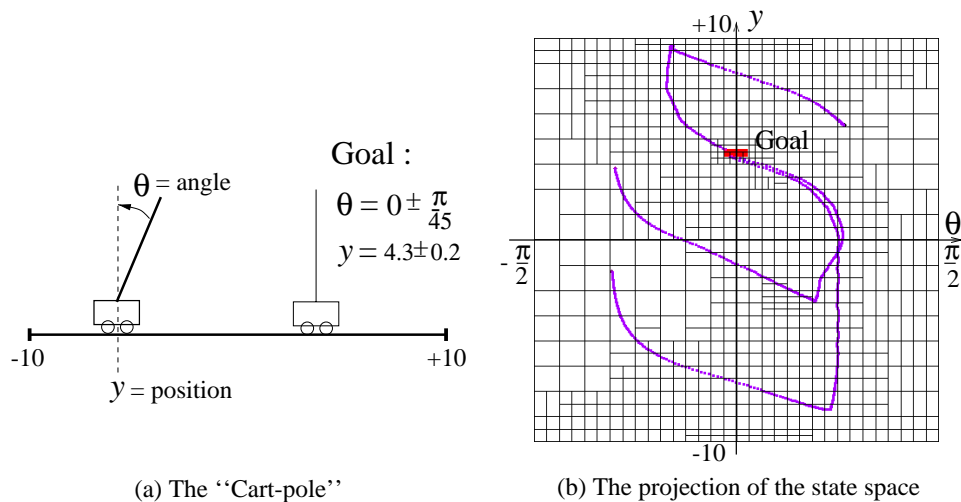 Goal :
θ = angle
θ = 0 ± π/45
y = 4.3 ± 0.2
-10
+10
y = position
(a) The ‘‘Cart-pole’’
+10
y
Goal
θ
- π/2
π/2
-10
(b) The projection of the state space